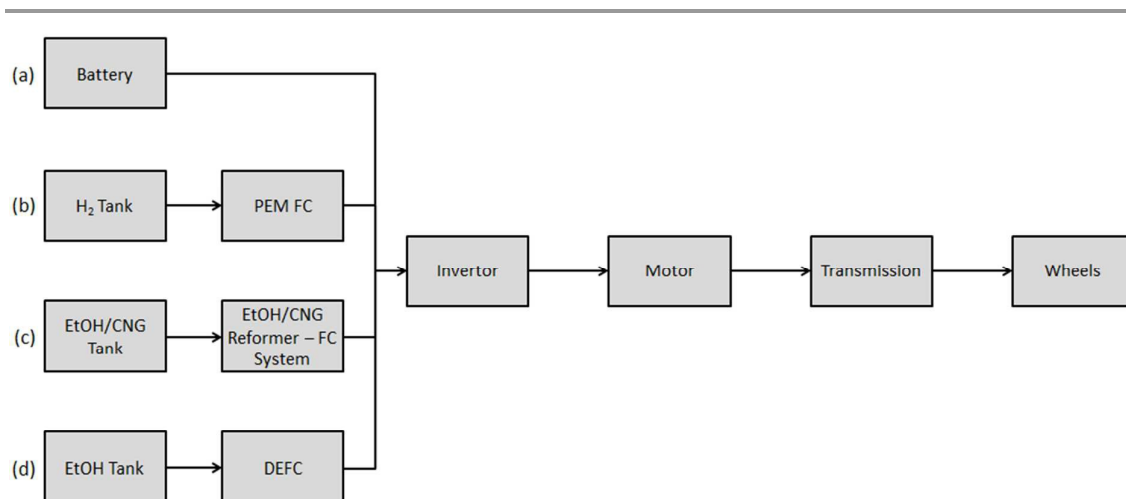 (a)
Battery
(b)
H₂ Tank
PEM FC
Invertor
Motor
Transmission
Wheels
(c)
EtOH/CNG
Tank
EtOH/CNG
Reformer – FC
System
(d)
EtOH Tank
DEFC